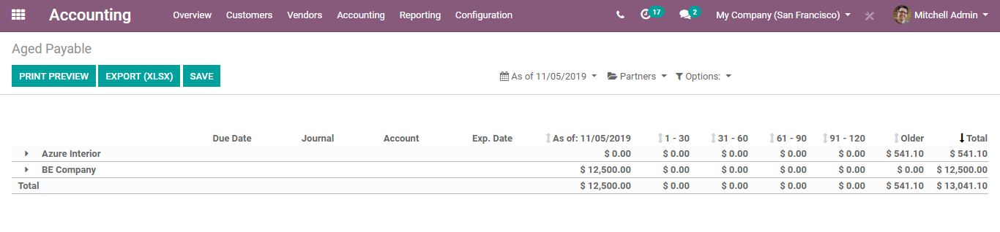 Accounting Overview Customers Vendors Accounting Reporting Configuration 17 2 My Company (San Francisco) Mitchell Admin
Aged Payable
PRINT PREVIEW EXPORT (XLSX) SAVE As of 11/05/2019 Partners Options:
Due Date Journal Account Exp. Date As of: 11/05/2019 1 - 30 31 - 60 61 - 90 91 - 120 Older Total
Azure Interior $ 0.00 $ 0.00 $ 0.00 $ 0.00 $ 0.00 $ 541.10 $ 541.10
BE Company $ 12,500.00 $ 0.00 $ 0.00 $ 0.00 $ 0.00 $ 0.00 $ 12,500.00
Total $ 12,500.00 $ 0.00 $ 0.00 $ 0.00 $ 0.00 $ 541.10 $ 13,041.10